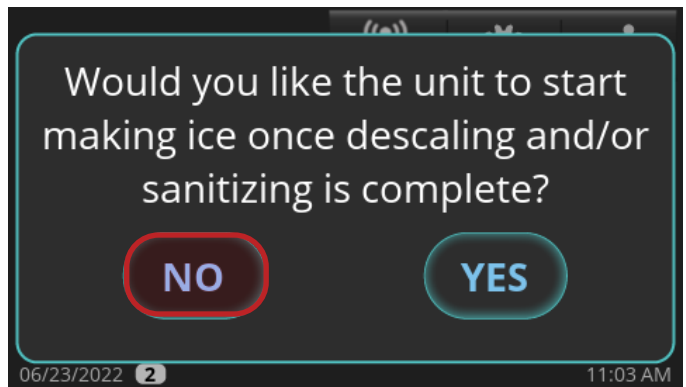 Would you like the unit to start
making ice once descaling and/or
sanitizing is complete?
NO YES
06/23/2022 2 11:03 AM